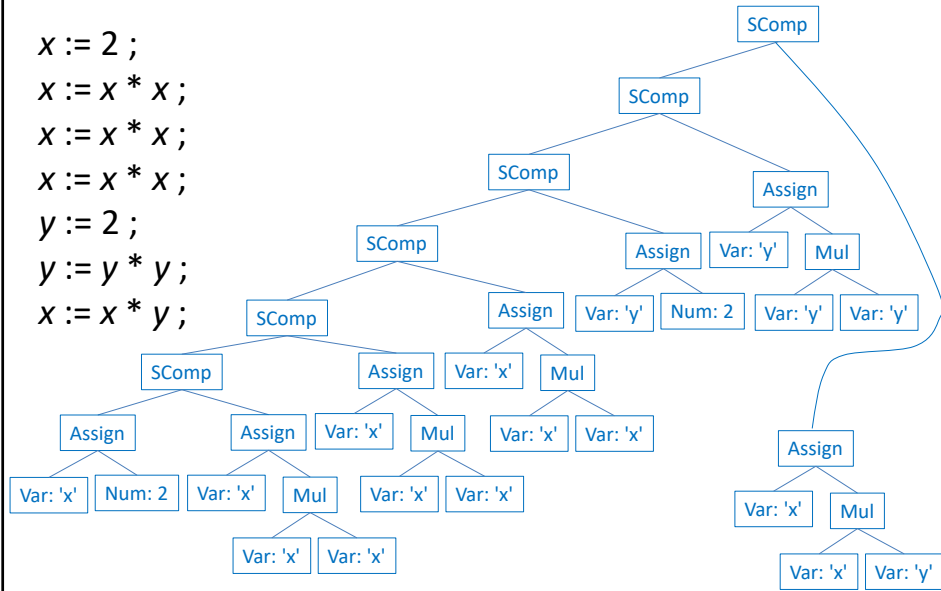 x := 2 ;
x := x * x ;
x := x * x ;
x := x * x ;
y := 2 ;
y := y * y ;
x := x * y ;
SComp
SComp
SComp
Assign
SComp
Assign
Var: 'y'
Mul
SComp
Assign
Var: 'y'
Num: 2
Var: 'y'
Var: 'y'
SComp
Assign
Var: 'x'
Mul
Assign
Assign
Var: 'x'
Mul
Var: 'x'
Var: 'x'
Assign
Var: 'x'
Num: 2
Var: 'x'
Mul
Var: 'x'
Var: 'x'
Var: 'x'
Mul
Var: 'x'
Var: 'x'
Var: 'x'
Var: 'y'